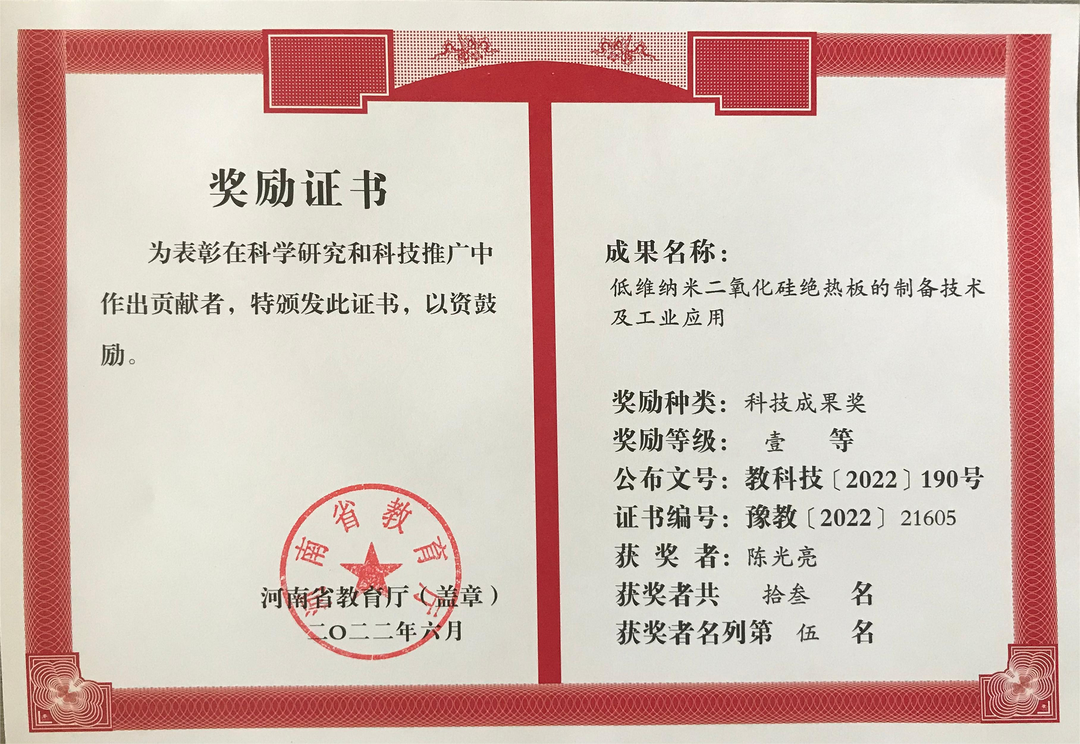 奖励证书
为表彰在科学研究和科技推广中
作出贡献者，特颁发此证书，以资鼓
励。
河南省教育厅
河南省教育厅（盖章）
二〇二二年六月
成果名称：
低维纳米二氧化硅绝热板的制备技术
及工业应用
奖励种类：科技成果奖
奖励等级： 壹 等
公布文号：教科技〔2022〕190号
证书编号：豫教〔2022〕21605
获 奖 者：陈光亮
获奖者共 拾叁 名
获奖者名列第 伍 名